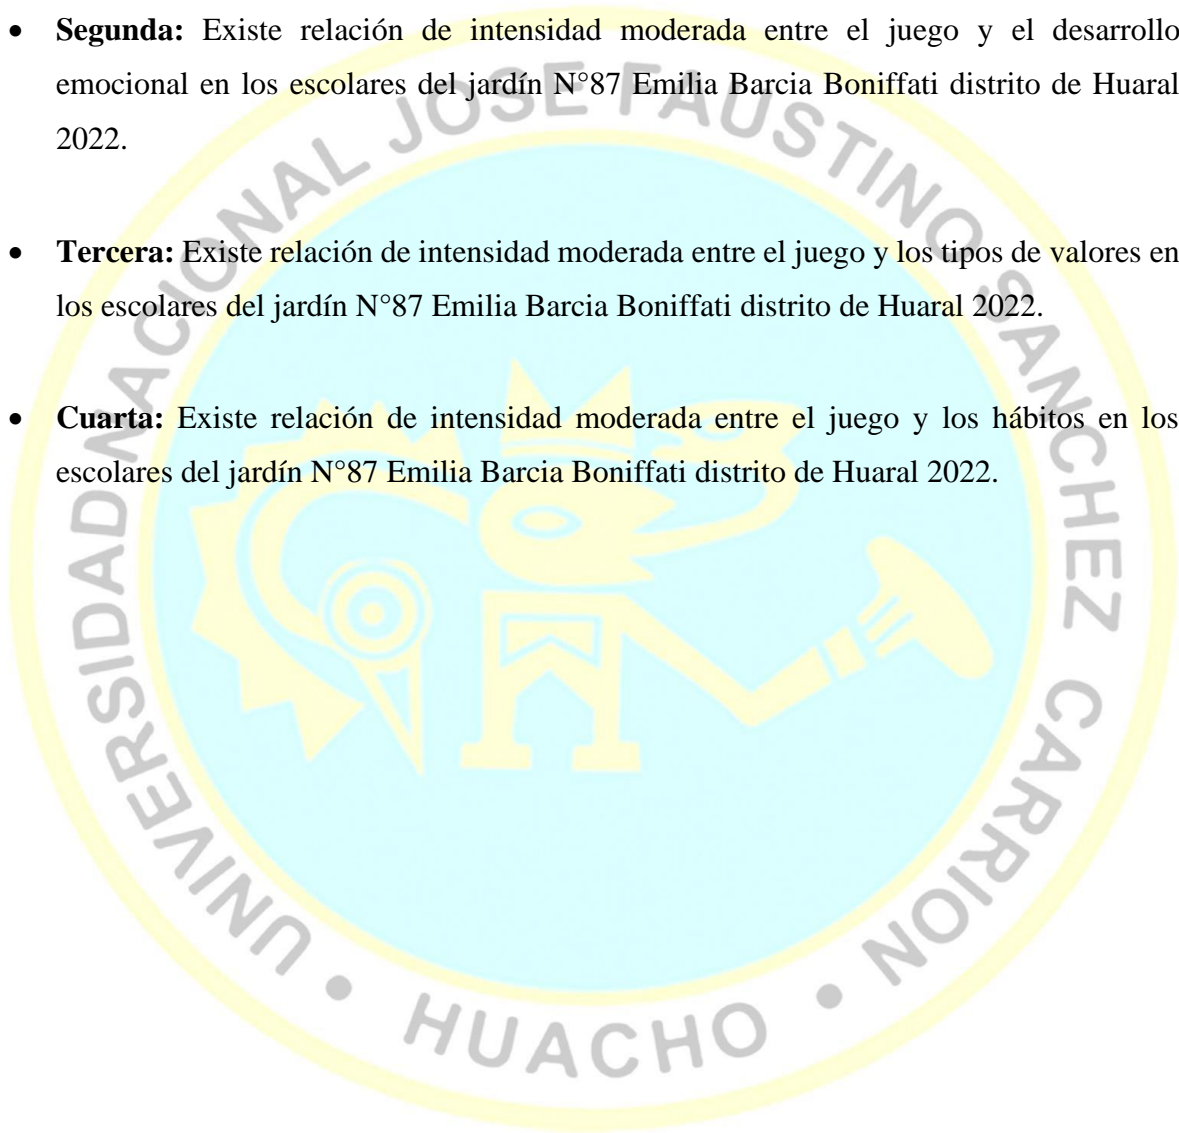 • Segunda: Existe relación de intensidad moderada entre el juego y el desarrollo
emocional en los escolares del jardín N°87 Emilia Barcia Boniffati distrito de Huaral
2022.
• Tercera: Existe relación de intensidad moderada entre el juego y los tipos de valores en
los escolares del jardín N°87 Emilia Barcia Boniffati distrito de Huaral 2022.
• Cuarta: Existe relación de intensidad moderada entre el juego y los hábitos en los
escolares del jardín N°87 Emilia Barcia Boniffati distrito de Huaral 2022.
UNIVERSIDAD NACIONAL JOSE FAUSTINO SANCHEZ CARRION
• HUACHO •